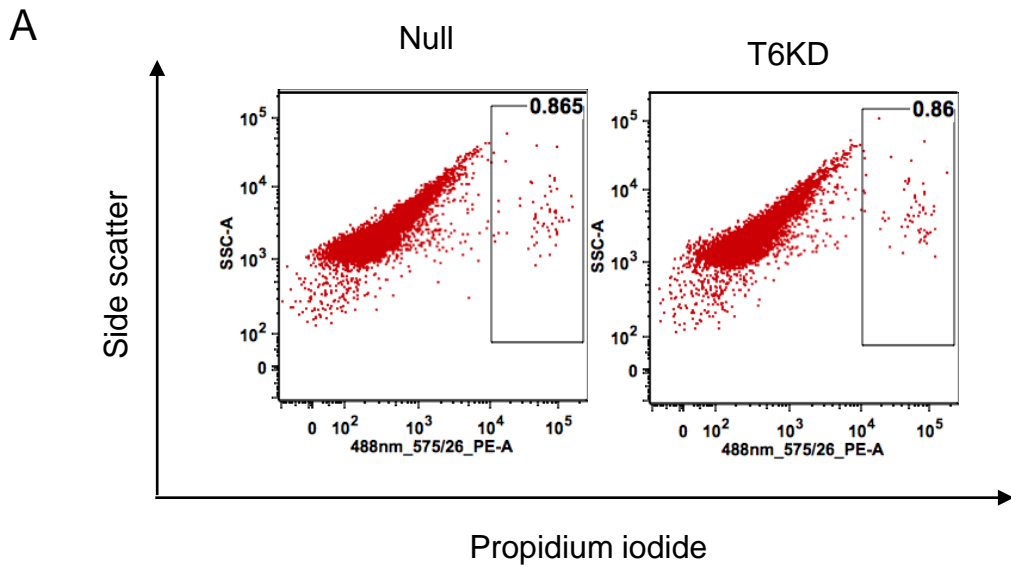 A
Null
T6KD
0.865
0.86
10^5
10^4
10^3
10^2
0
SSC-A
0 10^2 10^3 10^4 10^5
488nm_575/26_PE-A
10^5
10^4
10^3
10^2
0
SSC-A
0 10^2 10^3 10^4 10^5
488nm_575/26_PE-A
Side scatter
Propidium iodide